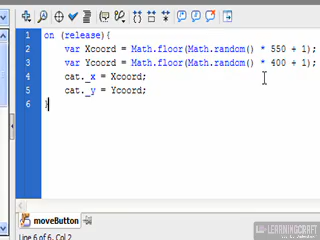 1 on (release){
2 var Xcoord = Math.floor(Math.random() * 550 + 1);
3 var Ycoord = Math.floor(Math.random() * 400 + 1);
4 cat._x = Xcoord;
5 cat._y = Ycoord;
6 }
moveButton
LEARNINGCRAFT
Line 6 of 6, Col 2